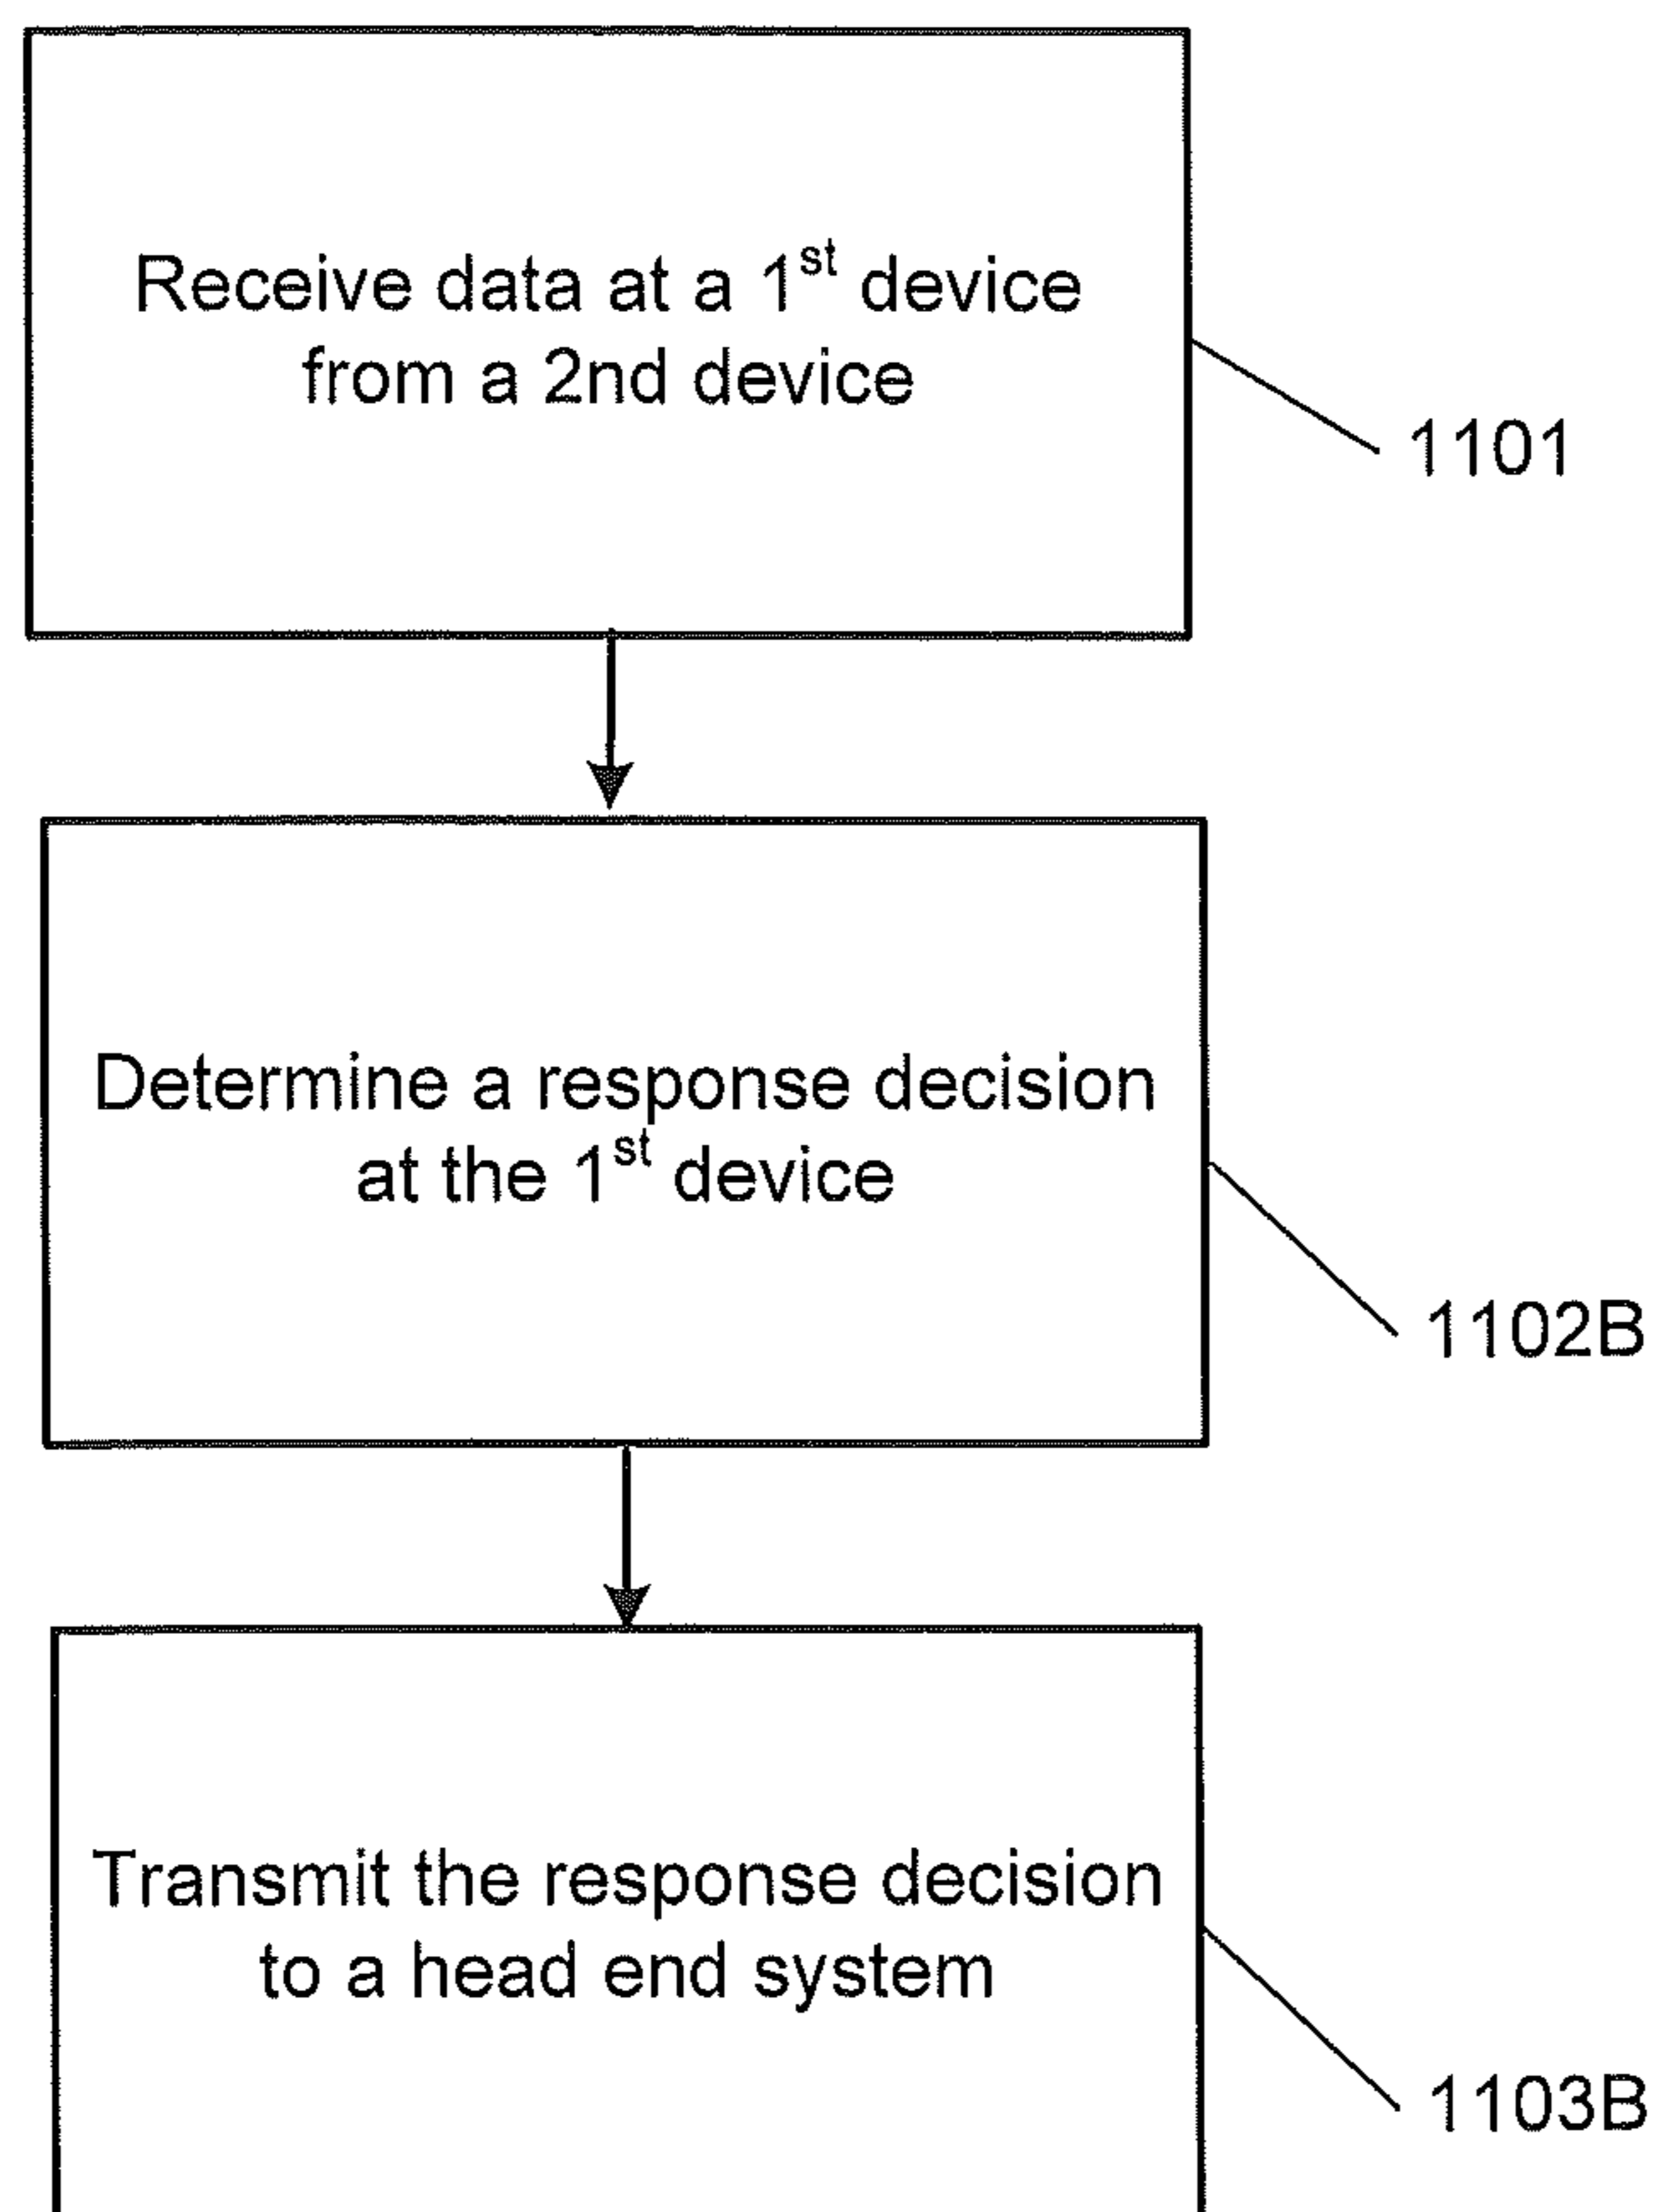 Receive data at a 1st device
from a 2nd device
1101
Determine a response decision
at the 1st device
1102B
Transmit the response decision
to a head end system
1103B